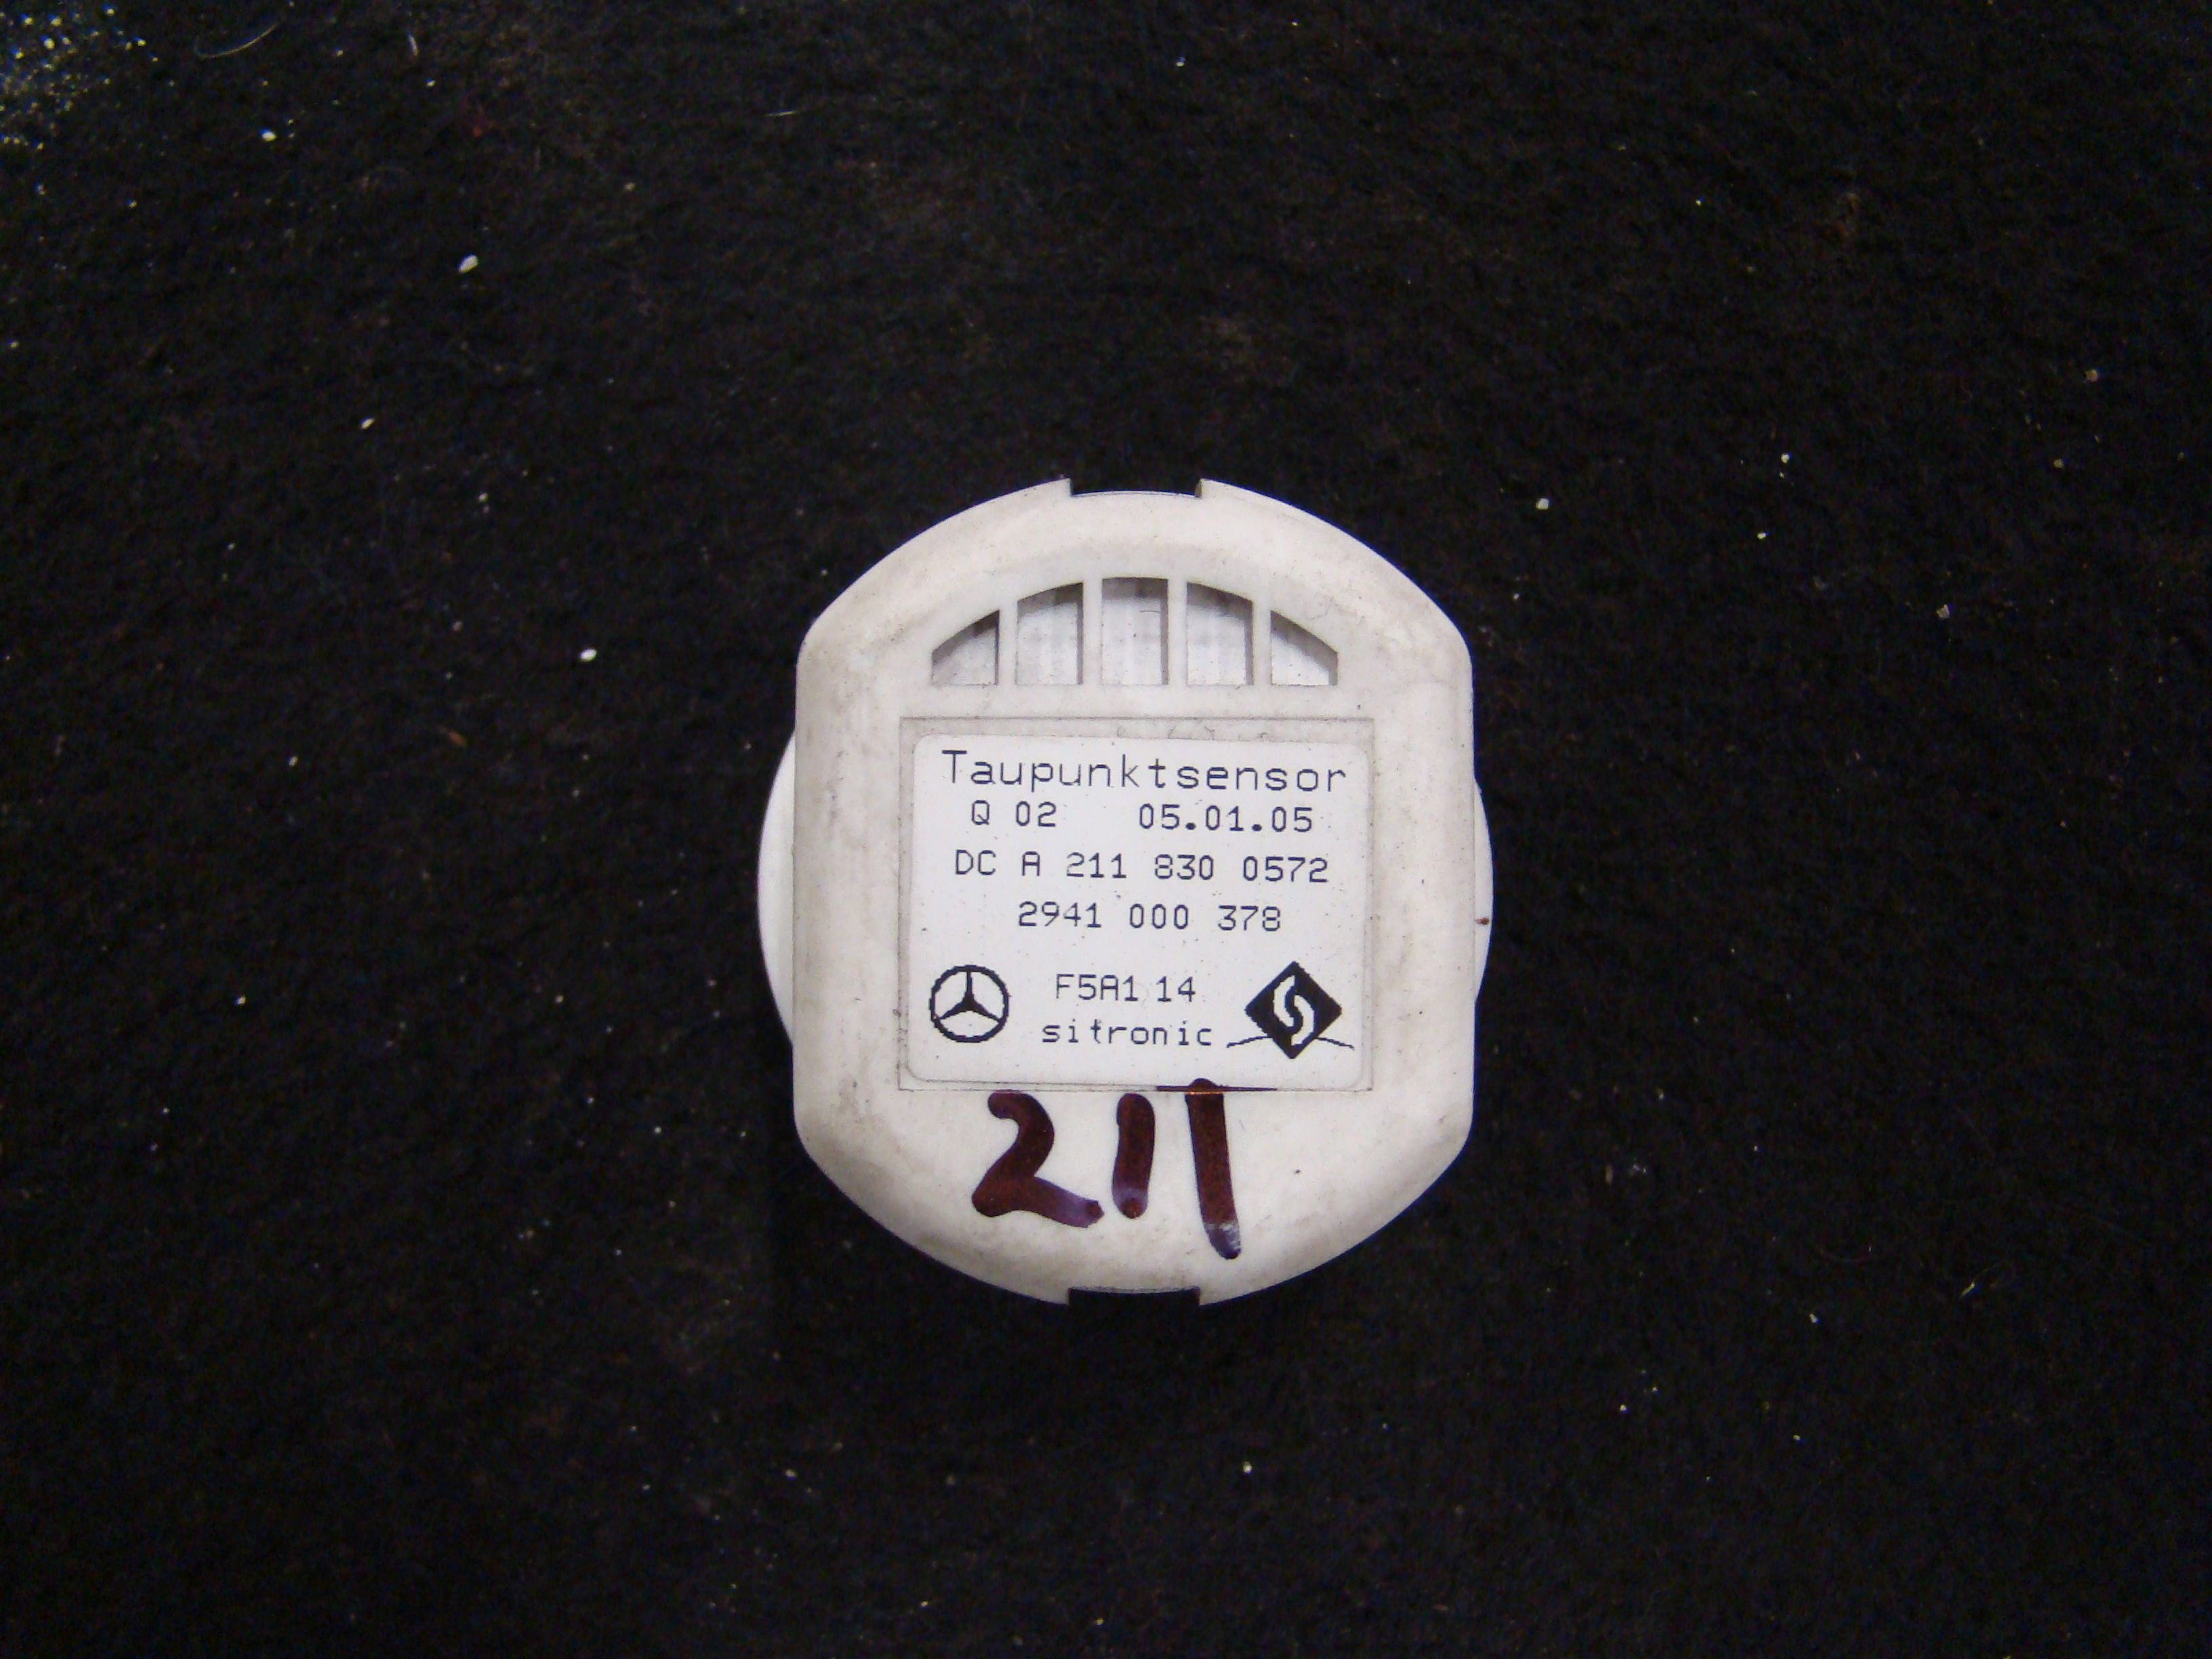 Taupunktsensor
Q 02 05.01.05
DC A 211 830 0572
2941 000 378
F5A1 14
sitronic
211